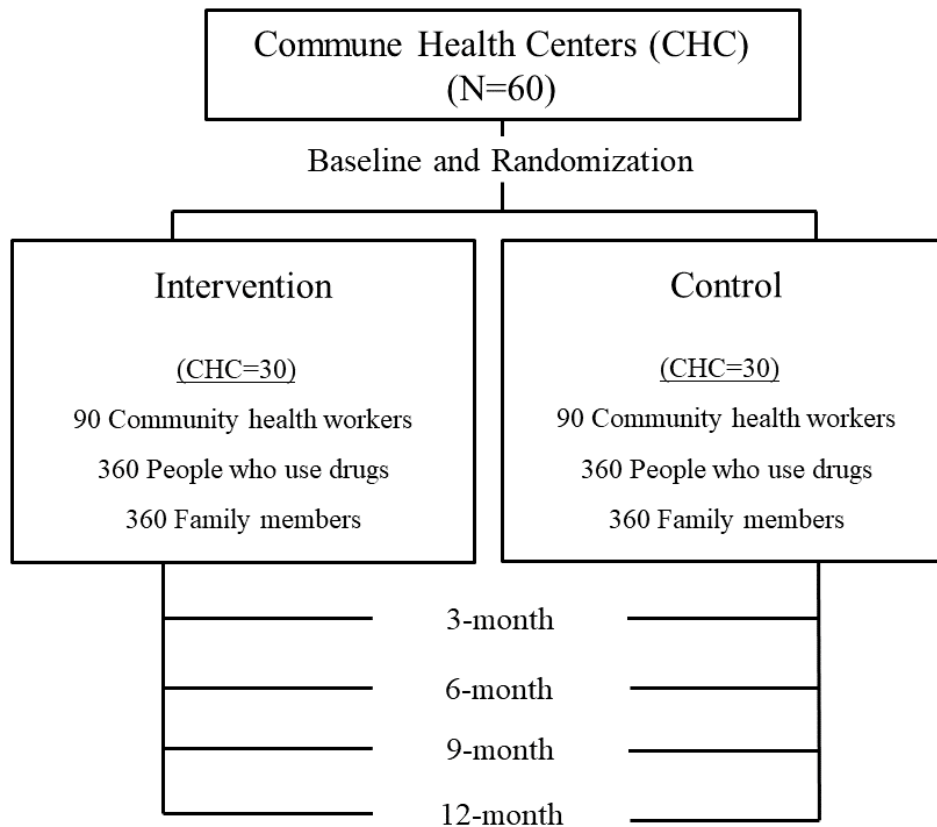 Commune Health Centers (CHC)
(N=60)
Baseline and Randomization
Intervention
(CHC=30)
90 Community health workers
360 People who use drugs
360 Family members
Control
(CHC=30)
90 Community health workers
360 People who use drugs
360 Family members
3-month
6-month
9-month
12-month